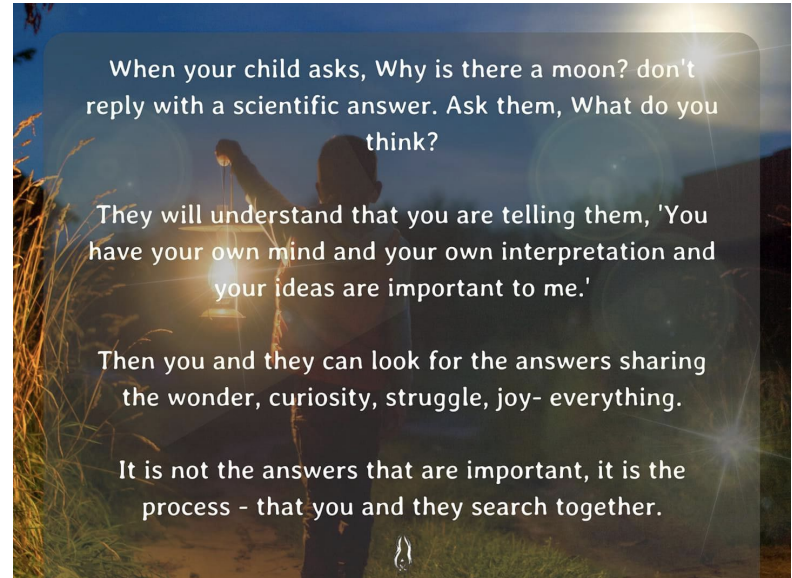 When your child asks, Why is there a moon? don't
reply with a scientific answer. Ask them, What do you
think?
They will understand that you are telling them, 'You
have your own mind and your own interpretation and
your ideas are important to me.'
Then you and they can look for the answers sharing
the wonder, curiosity, struggle, joy- everything.
It is not the answers that are important, it is the
process - that you and they search together.